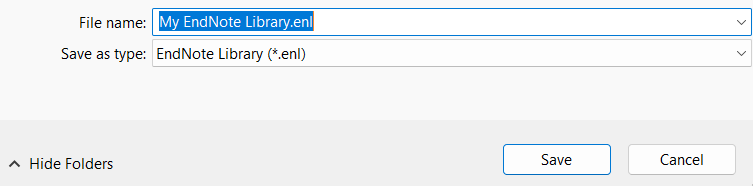 File name: My EndNote Library.enl
Save as type: EndNote Library (*.enl)
Hide Folders Save Cancel